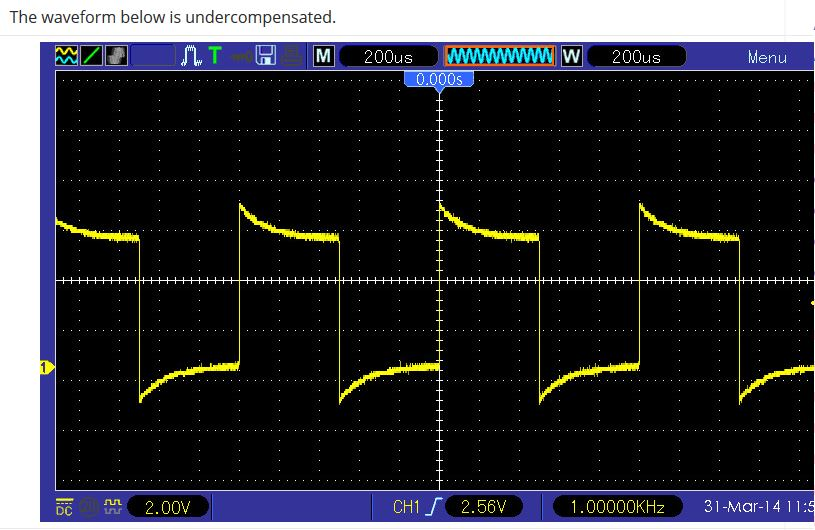 The waveform below is undercompensated.
T M 200us W 200us Menu
0.000s
1
DC 2.00V CH1 2.56V 1.00000KHz 31-Mar-14 11:5